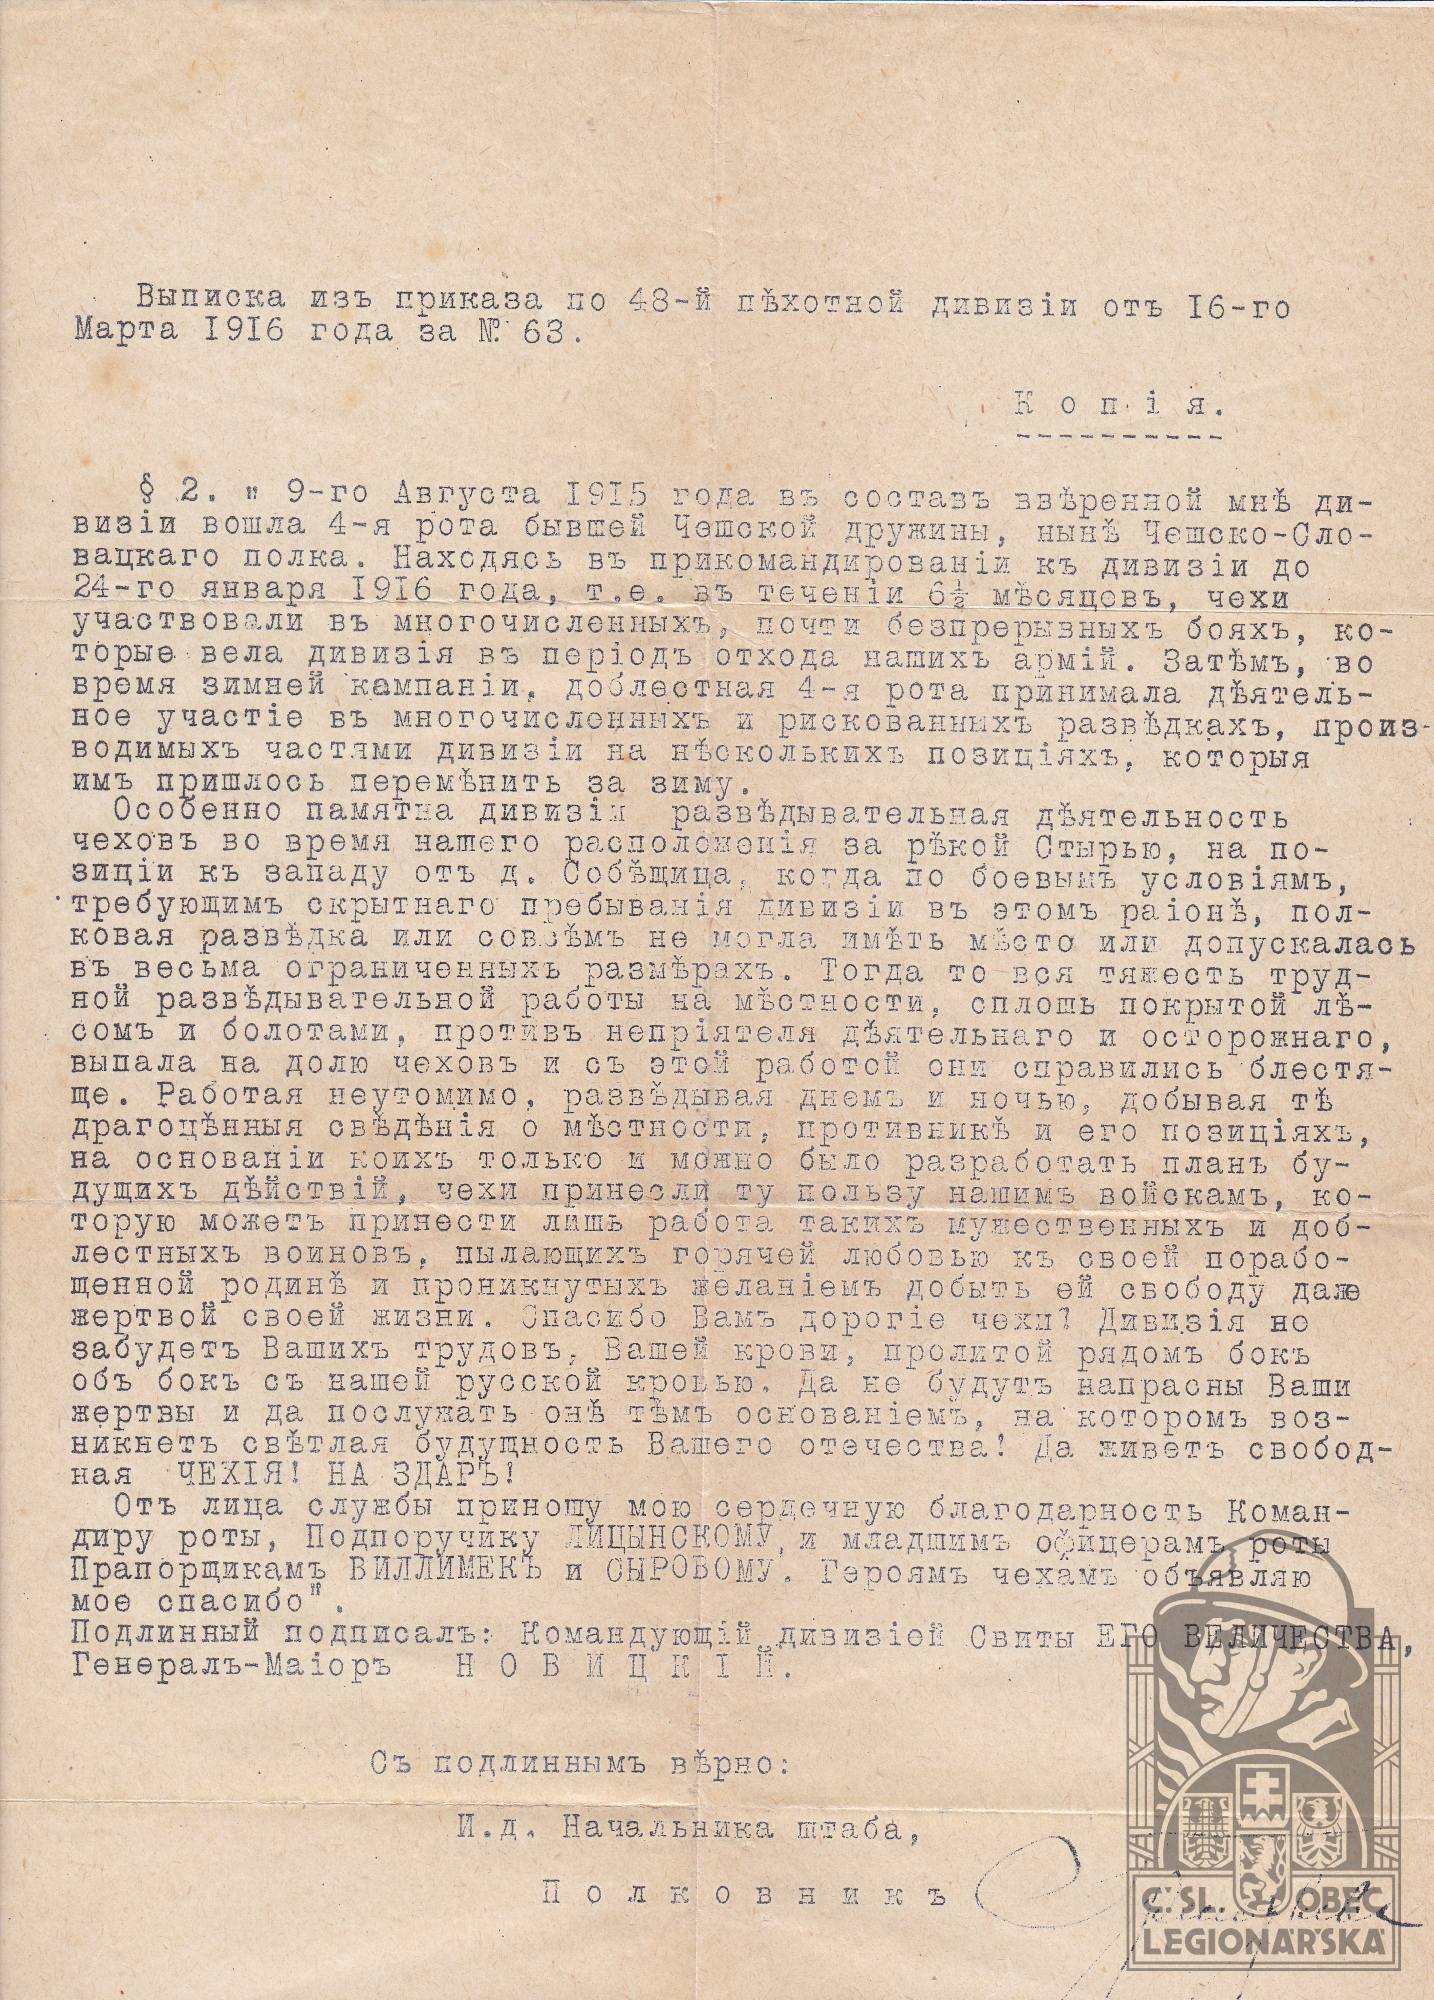 Выписка изъ приказа по 48-й пѣхотной дивизіи отъ 16-го
Марта 1916 года за №: 63.
К о п і я.
§ 2. " 9-го Августа 1915 года въ составъ ввѣренной мнѣ ди-
визіи вошла 4-я рота бывшей Чешской дружины, нынѣ Чешско-Сло-
вацкаго полка. Находясь въ прикомандированіи къ дивизіи до
24-го января 1916 года, т.е. въ теченіи 6½ мѣсяцевъ, чехи
участвовали въ многочисленныхъ, почти безпрерывныхъ бояхъ, ко-
торые вела дивизія въ періодъ отхода нашихъ армій. Затѣмъ, во
время зимней кампаніи, доблестная 4-я рота принимала дѣятель-
ное участіе въ многочисленныхъ и рискованныхъ развѣдкахъ, произ-
водимыхъ частями дивизіи на нѣсколькихъ позиціяхъ, которыя
имъ пришлось перемѣнить за зиму.
Особенно памятна дивизіи развѣдывательная дѣятельность
чеховъ во время нашего расположенія за рѣкой Стырью, на по-
зиціи къ западу отъ д. Собѣщица, когда по боевымъ условіямъ,
требующимъ скрытнаго пребыванія дивизіи въ этомъ раіонѣ, пол-
ковая развѣдка или совсѣмъ не могла имѣть мѣсто или допускалась
въ весьма ограниченныхъ размѣрахъ. Тогда то вся тяжесть труд-
ной развѣдывательной работы на мѣстности, сплошь покрытой лѣ-
сомъ и болотами, противъ непріятеля дѣятельнаго и осторожнаго,
выпала на долю чеховъ и съ этой работой они справились блестя-
ще. Работая неутомимо, развѣдывая днемъ и ночью, добывая тѣ
драгоцѣнныя свѣдѣнія о мѣстности, противникѣ и его позиціяхъ,
на основаніи коихъ только и можно было разработать планъ бу-
дущихъ дѣйствій, чехи принесли ту пользу нашимъ войскамъ, ко-
торую можетъ принести лишь работа такихъ мужественныхъ и доб-
лестныхъ воиновъ, пылающихъ горячей любовью къ своей порабо-
щенной родинѣ и проникнутыхъ желаніемъ добыть ей свободу даже
жертвой своей жизни. Спасибо Вамъ дорогіе чехи! Дивизія не
забудетъ Вашихъ трудовъ, Вашей крови, пролитой рядомъ бокъ
объ бокъ съ нашей русской кровью. Да не будутъ напрасны Ваши
жертвы и да послужатъ онѣ тѣмъ основаніемъ, на которомъ воз-
никнетъ свѣтлая будущность Вашего отечества! Да живетъ свобод-
ная ЧЕХІЯ! НА ЗДАРЪ!
Отъ лица службы приношу мою сердечную благодарность Коман-
диру роты, Подпоручику ЛИЦЫНСКОМУ, и младшимъ офицерамъ роты
Прапорщикамъ ВИЛЛИМЕКЪ и СЫРОВОМУ. Героямъ чехамъ объявляю
мое спасибо".
Подлинный подписалъ: Командующій дивизіей Свиты ЕГО ВЕЛИЧЕСТВА,
Генералъ-Маіоръ Н О В И Ц К І Й.
Съ подлиннымъ вѣрно:
И.д. Начальника штаба,
П о л к о в н и к ъ
Č. SL. OBEC
LEGIONÁŘSKÁ